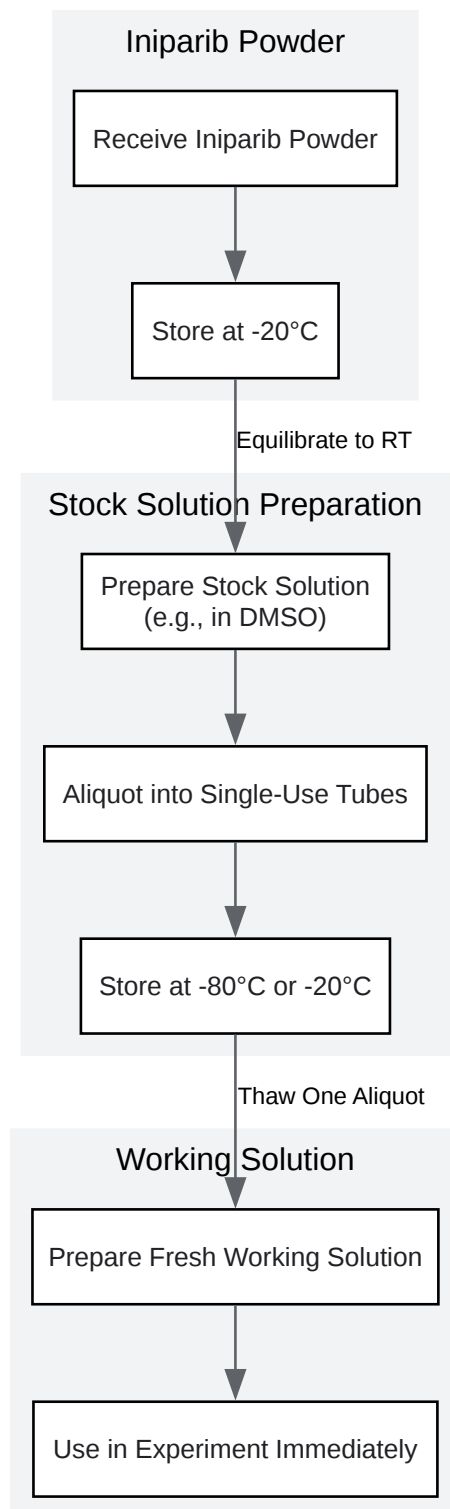 Iniparib Powder
Receive Iniparib Powder
Store at -20°C
Equilibrate to RT
Stock Solution Preparation
Prepare Stock Solution
(e.g., in DMSO)
Aliquot into Single-Use Tubes
Store at -80°C or -20°C
Thaw One Aliquot
Working Solution
Prepare Fresh Working Solution
Use in Experiment Immediately